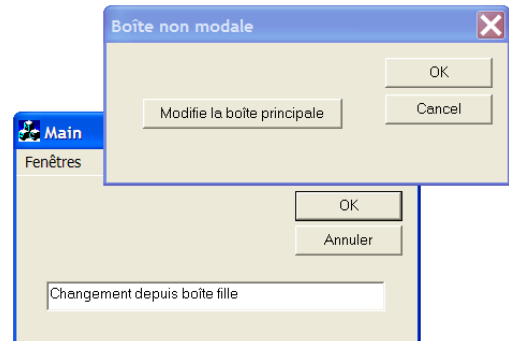 Boîte non modale
OK
Modifie la boîte principale
Cancel
Main
Fenêtres
OK
Annuler
Changement depuis boîte fille